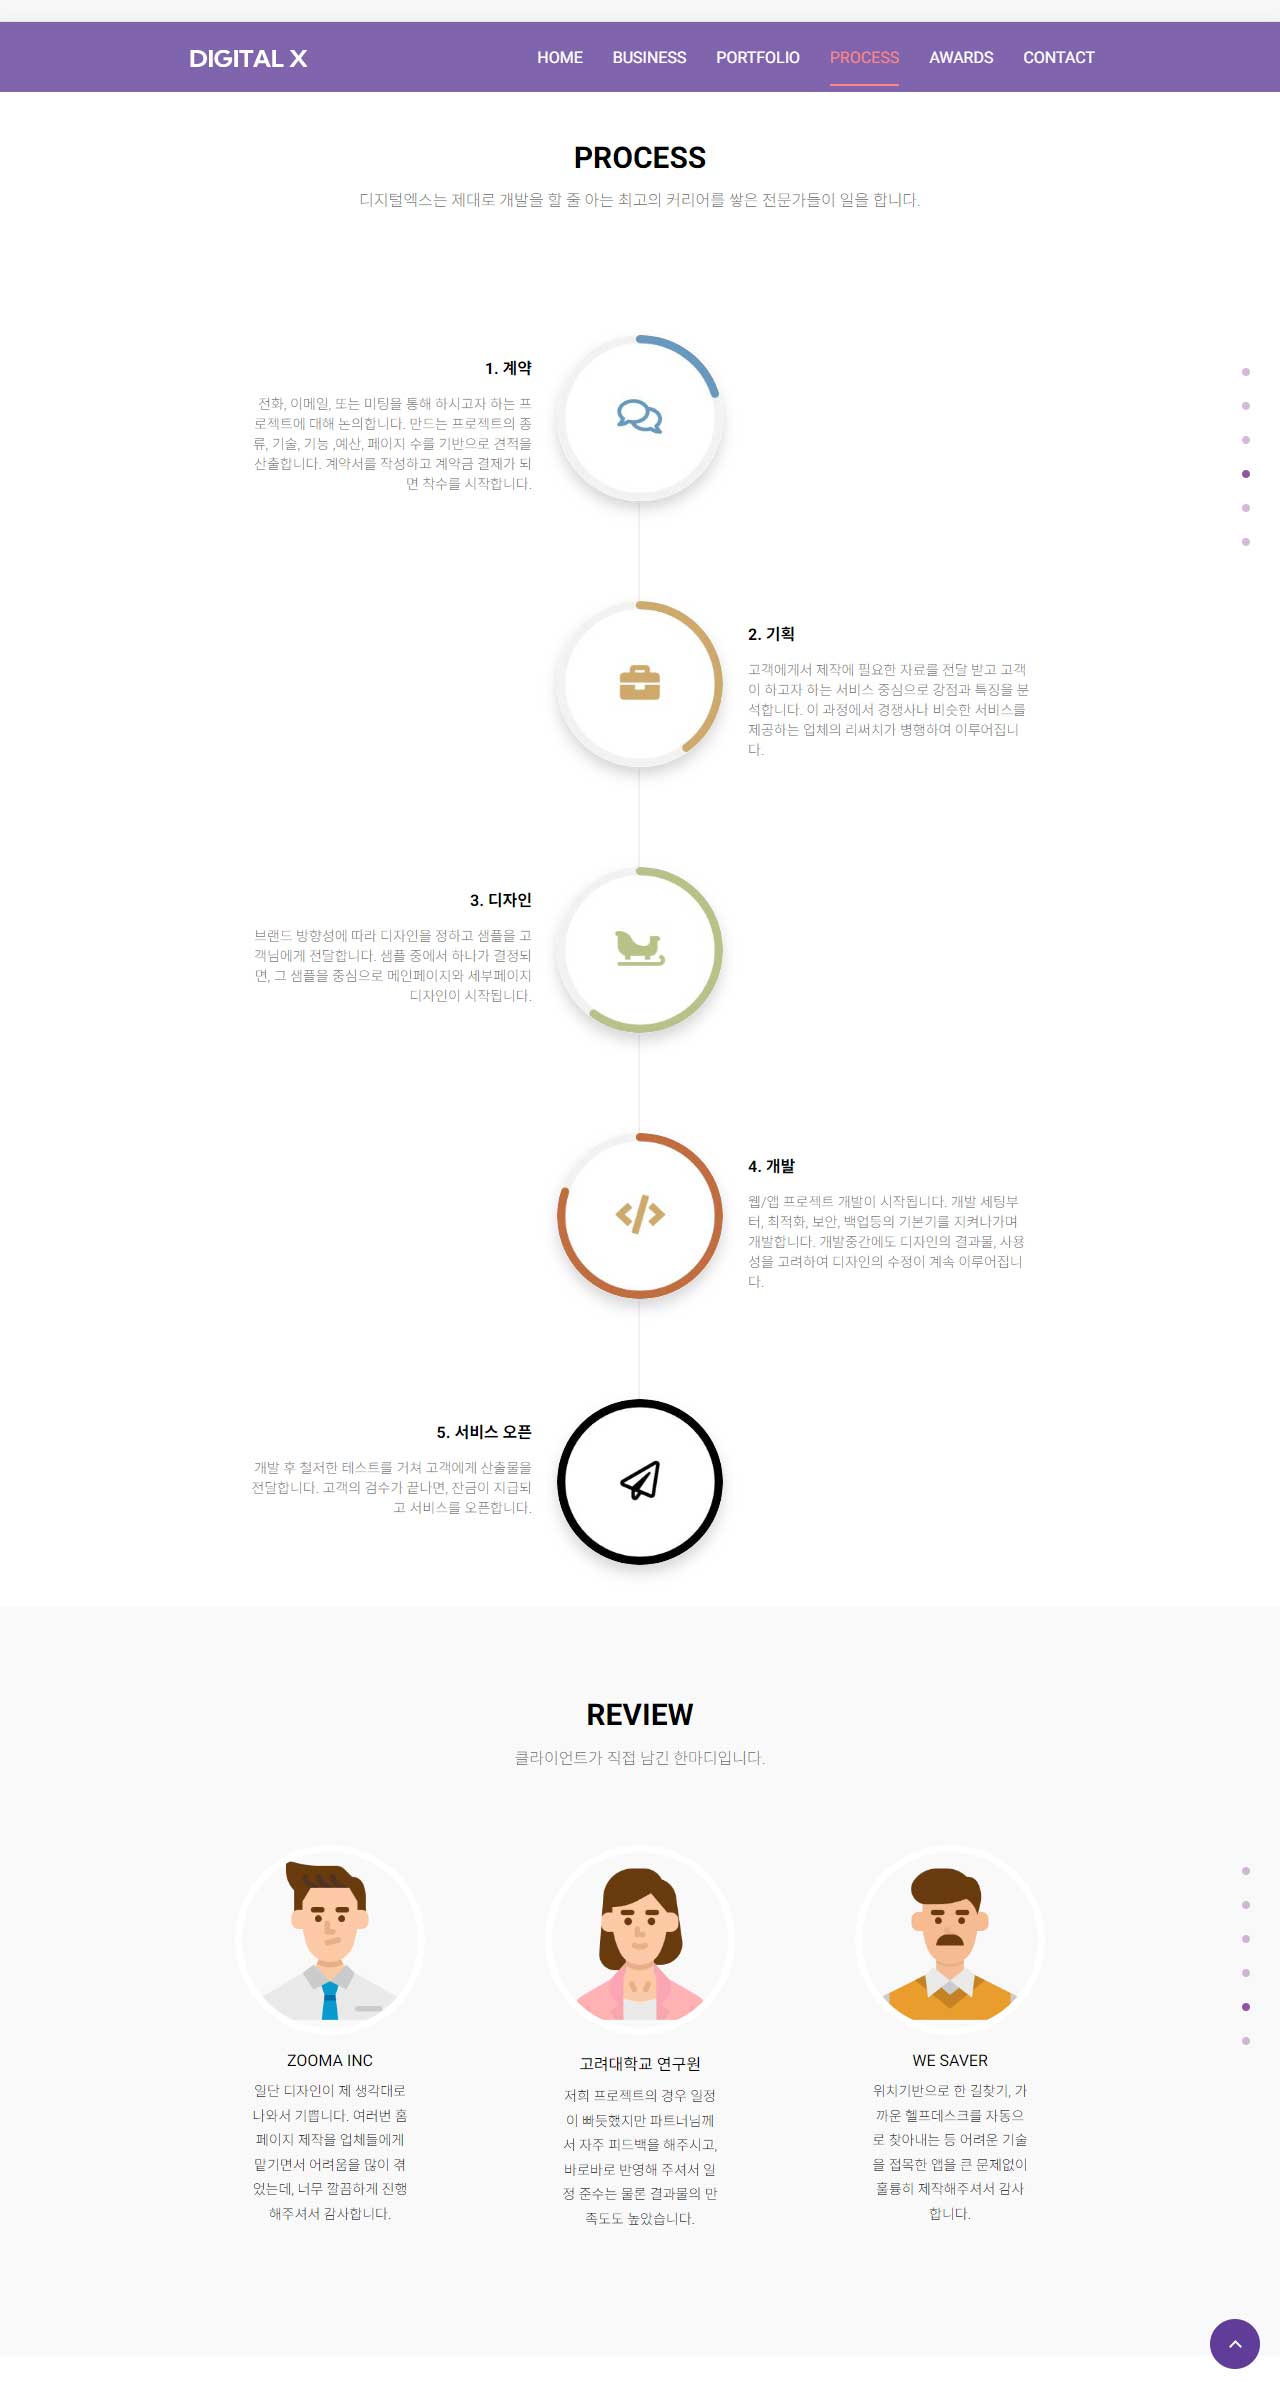 DIGITAL X
HOME BUSINESS PORTFOLIO PROCESS AWARDS CONTACT
PROCESS
디지털엑스는 제대로 개발을 할 줄 아는 최고의 커리어를 쌓은 전문가들이 일을 합니다.
1. 계약
전화, 이메일, 또는 미팅을 통해 하시고자 하는 프
로젝트에 대해 논의합니다. 만드는 프로젝트의 종
류, 기술, 기능 ,예산, 페이지 수를 기반으로 견적을
산출합니다. 계약서를 작성하고 계약금 결제가 되
면 착수를 시작합니다.
2. 기획
고객에게서 제작에 필요한 자료를 전달 받고 고객
이 하고자 하는 서비스 중심으로 강점과 특징을 분
석합니다. 이 과정에서 경쟁사나 비슷한 서비스를
제공하는 업체의 리써치가 병행하여 이루어집니
다.
3. 디자인
브랜드 방향성에 따라 디자인을 정하고 샘플을 고
객님에게 전달합니다. 샘플 중에서 하나가 결정되
면, 그 샘플을 중심으로 메인페이지와 세부페이지
디자인이 시작됩니다.
4. 개발
웹/앱 프로젝트 개발이 시작됩니다. 개발 세팅부
터, 최적화, 보안, 백업등의 기본기를 지켜나가며
개발합니다. 개발중간에도 디자인의 결과물, 사용
성을 고려하여 디자인의 수정이 계속 이루어집니
다.
5. 서비스 오픈
개발 후 철저한 테스트를 거쳐 고객에게 산출물을
전달합니다. 고객의 검수가 끝나면, 잔금이 지급되
고 서비스를 오픈합니다.
REVIEW
클라이언트가 직접 남긴 한마디입니다.
ZOOMA INC
일단 디자인이 제 생각대로
나와서 기쁩니다. 여러번 홈
페이지 제작을 업체들에게
맡기면서 어려움을 많이 겪
었는데, 너무 깔끔하게 진행
해주셔서 감사합니다.
고려대학교 연구원
저희 프로젝트의 경우 일정
이 빠듯했지만 파트너님께
서 자주 피드백을 해주시고,
바로바로 반영해 주셔서 일
정 준수는 물론 결과물의 만
족도도 높았습니다.
WE SAVER
위치기반으로 한 길찾기, 가
까운 헬프데스크를 자동으
로 찾아내는 등 어려운 기술
을 접목한 앱을 큰 문제없이
훌륭히 제작해주셔서 감사
합니다.